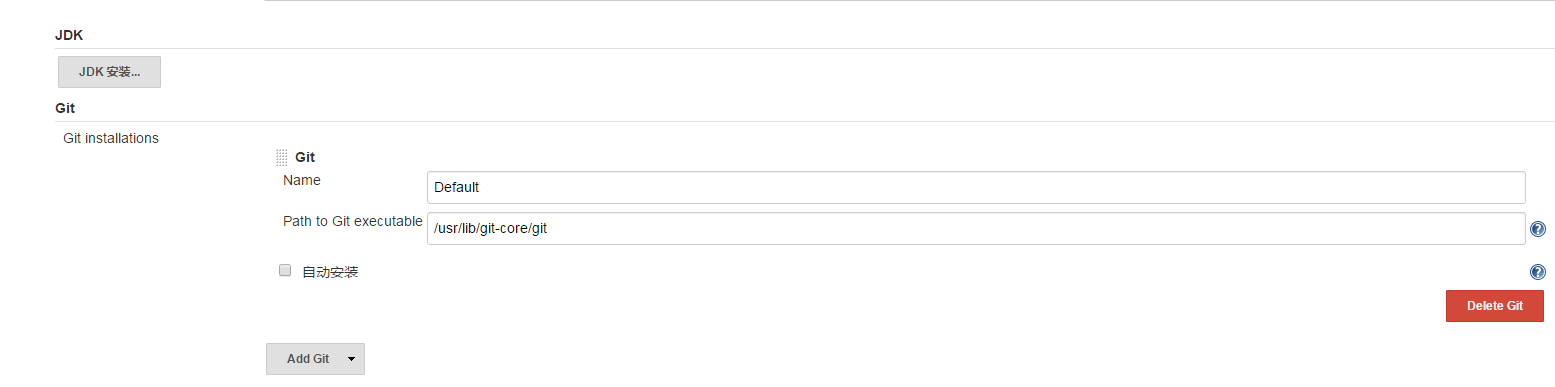 JDK
JDK 安装...
Git
Git installations
Git
Name
Default
Path to Git executable
/usr/lib/git-core/git
自动安装
Delete Git
Add Git